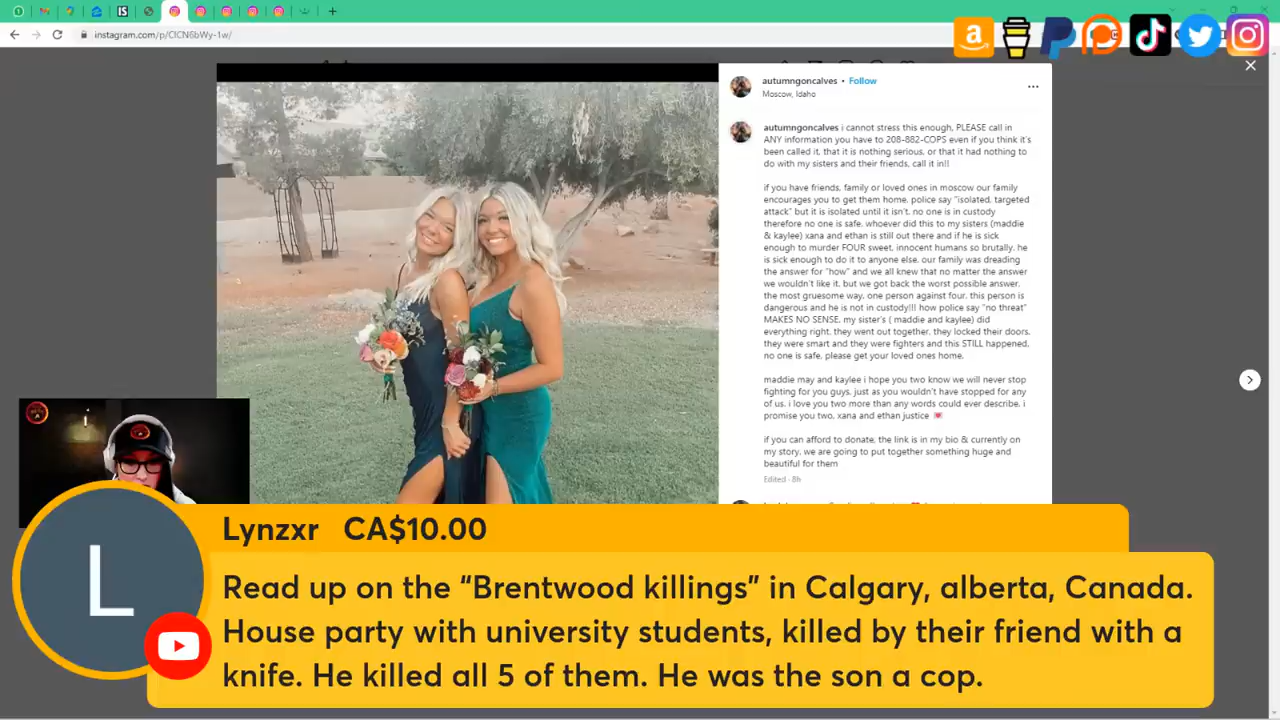 instagram.com/p/ClCN6bWy-1w/
autumngoncalves • Follow
Moscow, Idaho
autumngoncalves i cannot stress this enough, PLEASE call in
ANY information you have to 208-882-COPS even if you think it's
been called it, that it is nothing serious, or that it had nothing to
do with my sisters and their friends, call it in!!
if you have friends, family or loved ones in moscow our family
encourages you to get them home. police say "isolated, targeted
attack" but it is isolated until it isn't. no one is in custody
therefore no one is safe. whoever did this to my sisters (maddie
& kaylee) xana and ethan is still out there and if he is sick
enough to murder FOUR sweet, innocent humans so brutally, he
is sick enough to do it to anyone else. our family was dreading
the answer for "how" and we all knew that no matter the answer
we wouldn't like it, but we got back the worst possible answer.
the most gruesome way. one person against four. this person is
dangerous and he is not in custody!!! how police say "no threat"
MAKES NO SENSE. my sister's ( maddie and kaylee) did
everything right. they went out together, they locked their doors,
they were smart and they were fighters and this STILL happened.
no one is safe. please get your loved ones home.
maddie may and kaylee i hope you two know we will never stop
fighting for you guys. just as you wouldn't have stopped for any
of us. i love you two more than any words could ever describe. i
promise you two, xana and ethan justice
if you can afford to donate, the link is in my bio & currently on
my story. we are going to put together something huge and
beautiful for them
Edited · 8h
L
Lynzxr CA$10.00
Read up on the “Brentwood killings” in Calgary, alberta, Canada.
House party with university students, killed by their friend with a
knife. He killed all 5 of them. He was the son a cop.